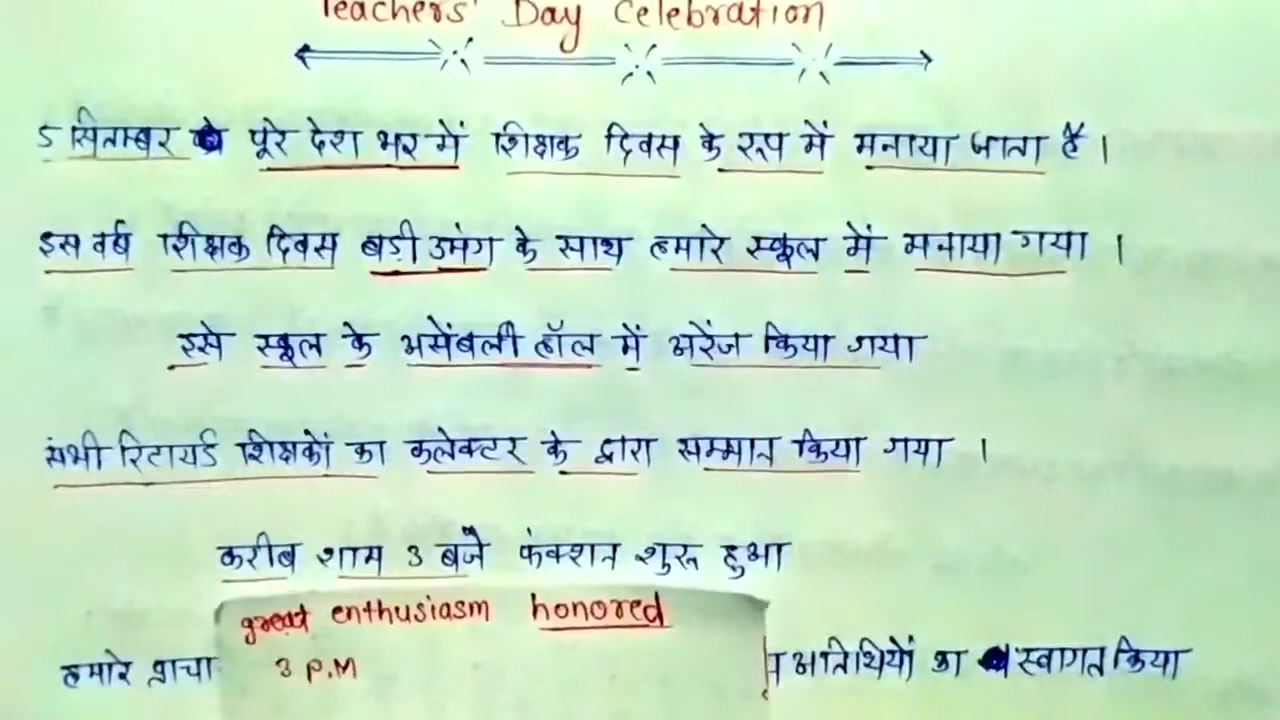 Teachers' Day Celebration
5 सितम्बर को पूरे देश भर में शिक्षक दिवस के रूप में मनाया जाता है ।
इस वर्ष शिक्षक दिवस बड़ी उमंग के साथ हमारे स्कूल में मनाया गया ।
इसे स्कूल के असेंबली हॉल में अरेंज किया गया
सभी रिटायर्ड शिक्षकों का कलेक्टर के द्वारा सम्मान किया गया ।
करीब शाम 3 बजे फंक्शन शुरू हुआ
great enthusiasm honored
हमारे प्राचा
3 P.M
अतिथियों का स्वागत किया